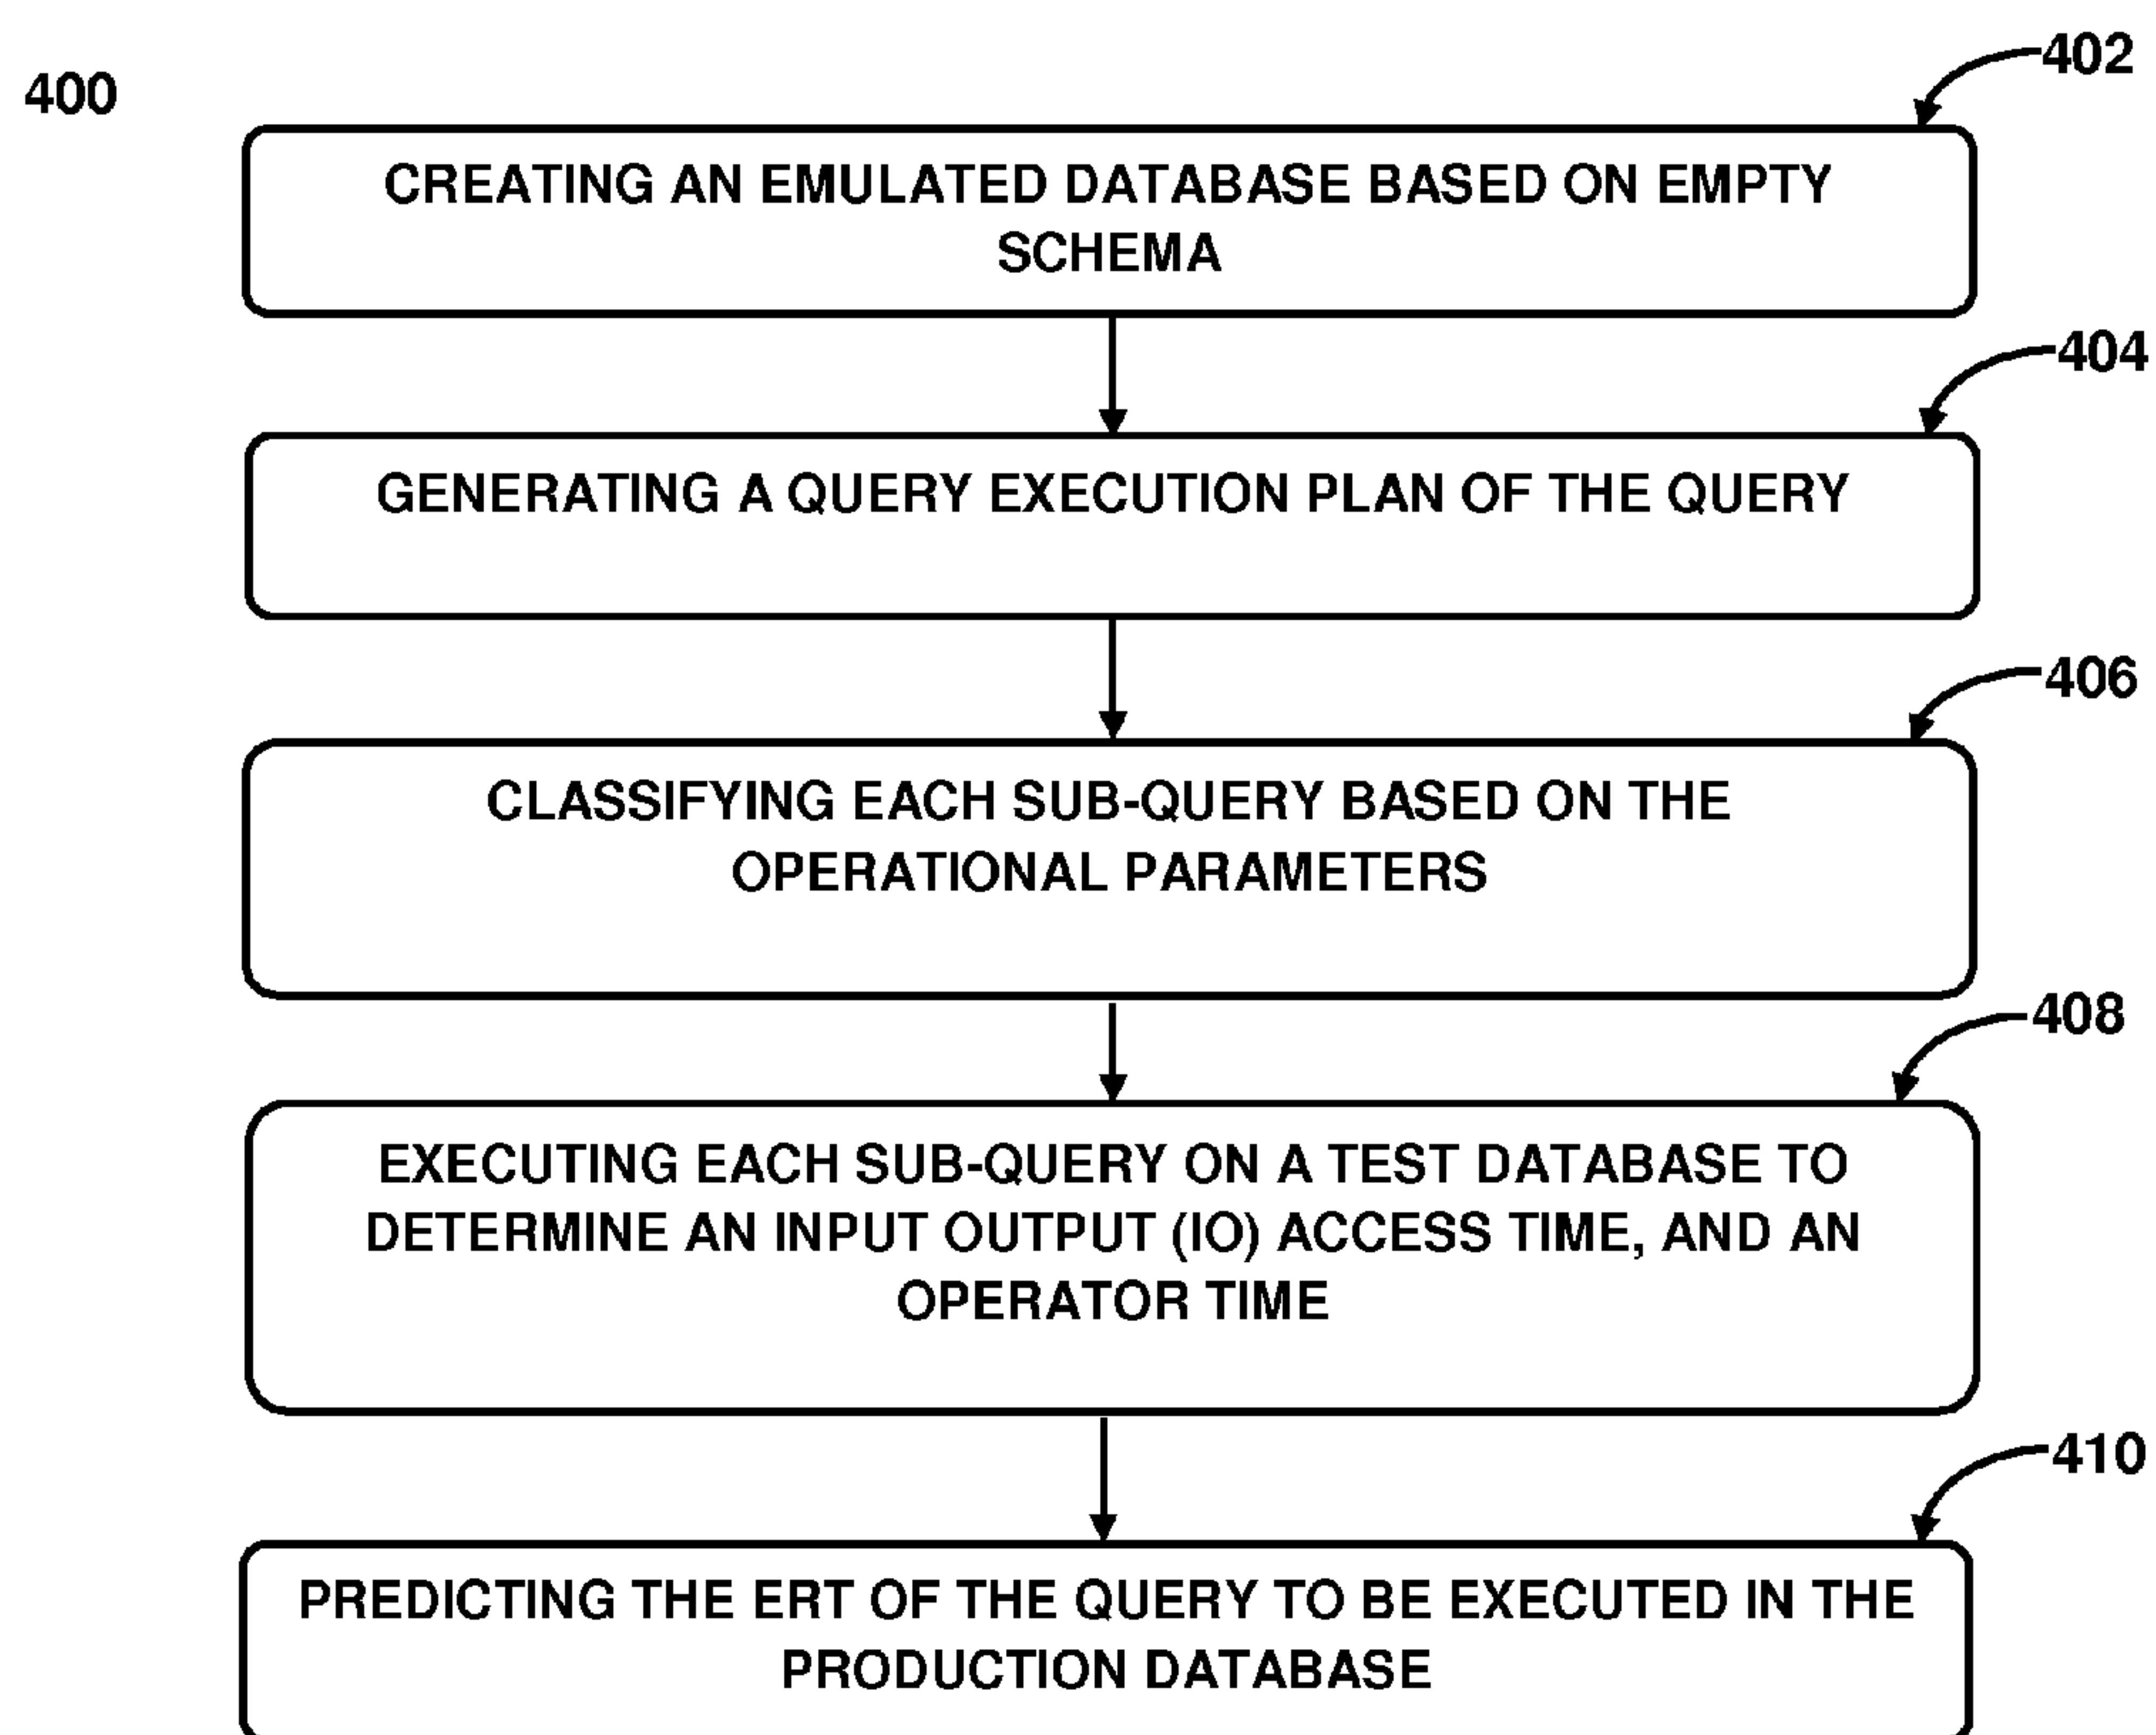 400
402
CREATING AN EMULATED DATABASE BASED ON EMPTY
SCHEMA
404
GENERATING A QUERY EXECUTION PLAN OF THE QUERY
406
CLASSIFYING EACH SUB-QUERY BASED ON THE
OPERATIONAL PARAMETERS
408
EXECUTING EACH SUB-QUERY ON A TEST DATABASE TO
DETERMINE AN INPUT OUTPUT (IO) ACCESS TIME, AND AN
OPERATOR TIME
410
PREDICTING THE ERT OF THE QUERY TO BE EXECUTED IN THE
PRODUCTION DATABASE